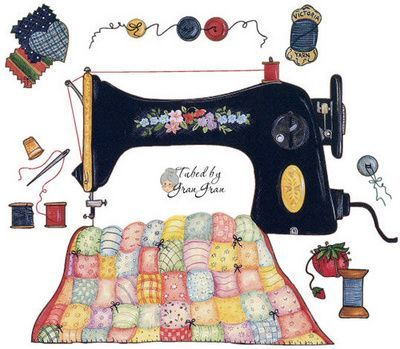 VICTORIA
YARN
Tubed by
Gran Gran